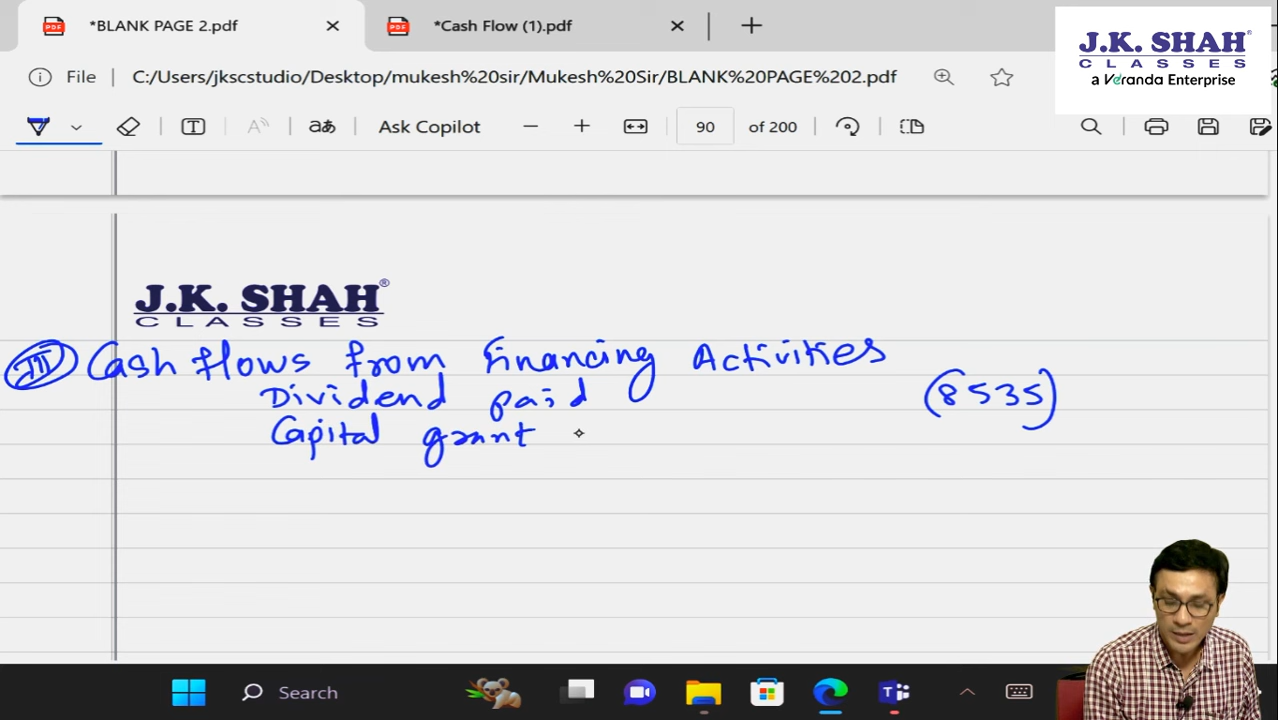 *BLANK PAGE 2.pdf
*Cash Flow (1).pdf
J.K. SHAH®
CLASSES
a Veranda Enterprise
File C:/Users/jkscstudio/Desktop/mukesh%20sir/Mukesh%20Sir/BLANK%20PAGE%202.pdf
aあ Ask Copilot 90 of 200
J.K. SHAH®
CLASSES
III Cash flows from Financing Activities
Dividend paid (8535)
Capital grant
Search